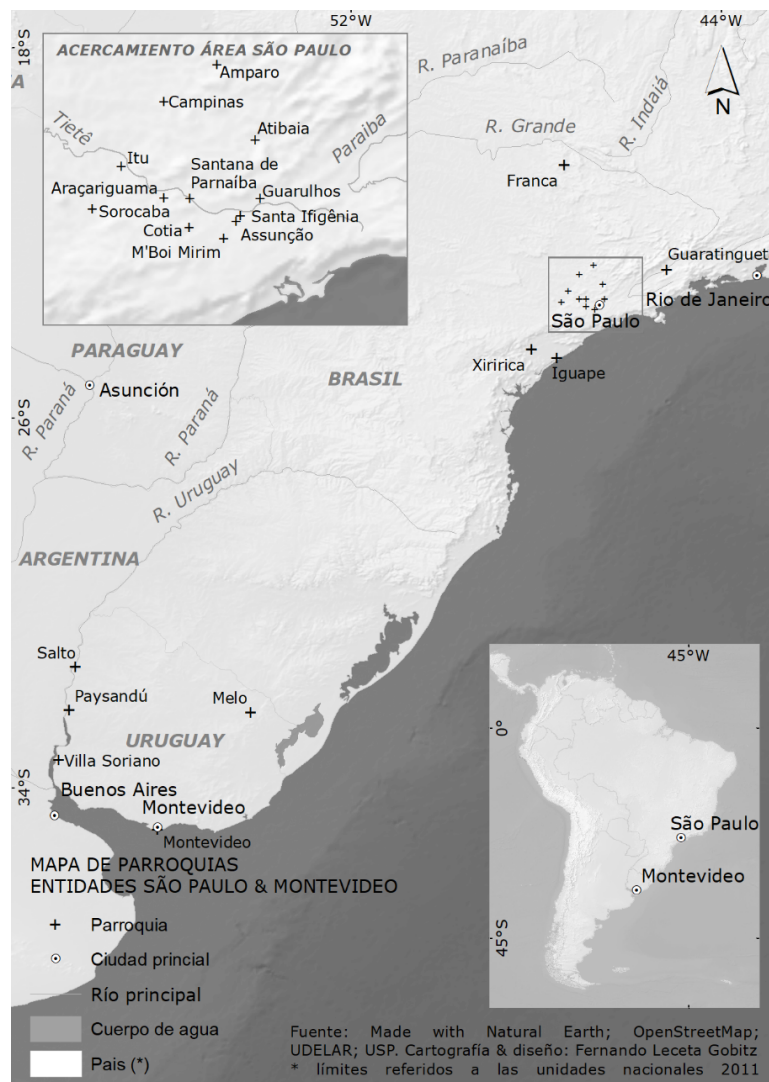 52°W
44°W
18°S
ACERCAMIENTO ÁREA SÃO PAULO
A
Amparo
Campinas
Atibaia
Tietê
Paraiba
Itu
Santana de
Parnaíba
Araçariguama
Guarulhos
Sorocaba
Santa Ifigênia
Cotia
Assunção
M'Boi Mirim
R. Paranaíba
R. Indaiá
N
R. Grande
Franca
Guaratinguet
Rio de Janeiro
São Paulo
Xiririca
Iguape
PARAGUAY
BRASIL
Asunción
26°S
R. Paraná
R. Paraná
R. Uruguay
ARGENTINA
Salto
Paysandú
Melo
URUGUAY
Villa Soriano
34°S
Buenos Aires
Montevideo
Montevideo
45°W
0°
São Paulo
Montevideo
45°S
MAPA DE PARROQUIAS
ENTIDADES SÃO PAULO & MONTEVIDEO
Parroquia
Ciudad princial
Río principal
Cuerpo de agua
Pais (*)
Fuente: Made with Natural Earth; OpenStreetMap;
UDELAR; USP. Cartografía & diseño: Fernando Leceta Gobitz
* límites referidos a las unidades nacionales 2011